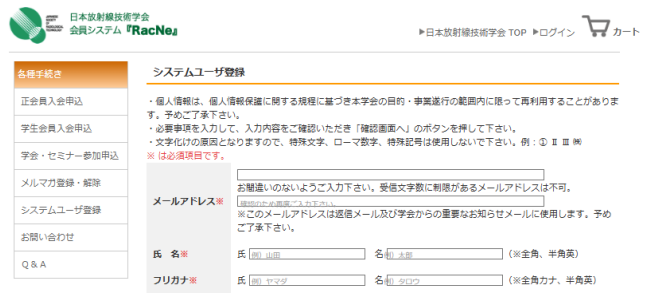 日本放射線技術学会
会員システム『RacNe』
▶日本放射線技術学会 TOP ▶ログイン カート
各種手続き
正会員入会申込
学生会員入会申込
学会・セミナー参加申込
メルマガ登録・解除
システムユーザ登録
お問い合わせ
Q & A
システムユーザ登録
・個人情報は、個人情報保護に関する規程に基づき本学会の目的・事業遂行の範囲内に限って再利用することがありま
す。予めご了承下さい。
・必要事項を入力して、入力内容をご確認いただき「確認画面へ」のボタンを押して下さい。
・文字化けの原因となりますので、特殊文字、ローマ数字、特殊記号は使用しないで下さい。例：① Ⅱ Ⅲ ㈱
※ は必須項目です。
メールアドレス※
お間違いのないようご入力下さい。受信文字数に制限があるメールアドレスは不可。
確認のため再度ご入力下さい。
※このメールアドレスは返信メール及び学会からの重要なお知らせメールに使用します。予め
ご了承下さい。
氏 名※ 氏 例）山田 名 例）太郎 （※全角、半角英）
フリガナ※ 氏 例）ヤマダ 名 例）タロウ （※全角カナ、半角英）